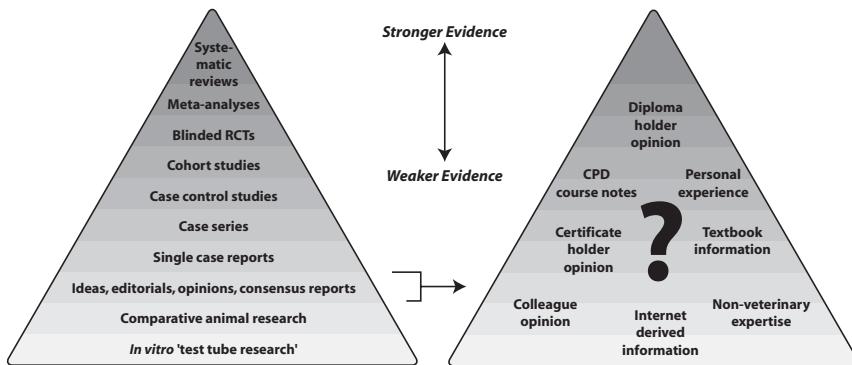 Syste-
matic
reviews
Meta-analyses
Blinded RCTs
Cohort studies
Case control studies
Case series
Single case reports
Ideas, editorials, opinions, consensus reports
Comparative animal research
In vitro 'test tube research'
Stronger Evidence
Weaker Evidence
Diploma
holder
opinion
CPD
course notes
Personal
experience
?
Certificate
holder
opinion
Textbook
information
Colleague
opinion
Internet
derived
information
Non-veterinary
expertise